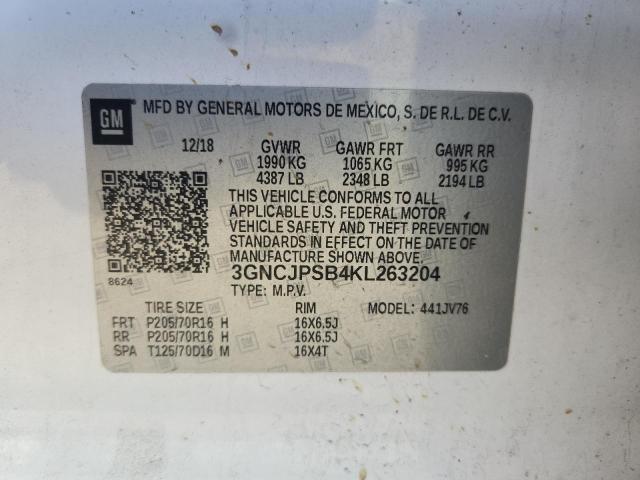 GM MFD BY GENERAL MOTORS DE MEXICO, S. DE R.L. DE C.V.
12/18 GVWR GAWR FRT GAWR RR
1990 KG 1065 KG 995 KG
4387 LB 2348 LB 2194 LB
THIS VEHICLE CONFORMS TO ALL
APPLICABLE U.S. FEDERAL MOTOR
VEHICLE SAFETY AND THEFT PREVENTION
STANDARDS IN EFFECT ON THE DATE OF
MANUFACTURE SHOWN ABOVE.
3GNCJPSB4KL263204
8624
TYPE: M.P.V.
TIRE SIZE RIM MODEL: 441JV76
FRT P205/70R16 H 16X6.5J
RR P205/70R16 H 16X6.5J
SPA T125/70D16 M 16X4T